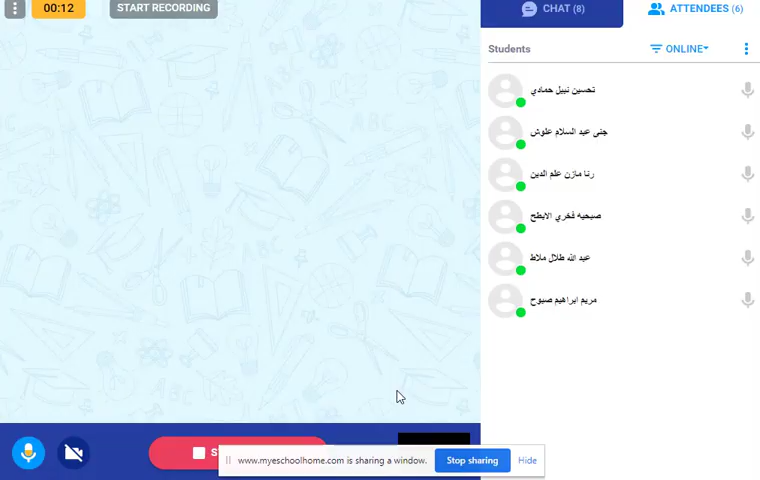 00:12
START RECORDING
CHAT (8)
ATTENDEES (6)
Students
ONLINE
تحسين نبيل حمادي
جنى عبد السلام علوش
رنا مازن علم الدين
صبحيه فخري الابطح
عبد الله طلال ملاط
مريم ابراهيم صبوح
www.myeschoolhome.com is sharing a window.
Stop sharing
Hide